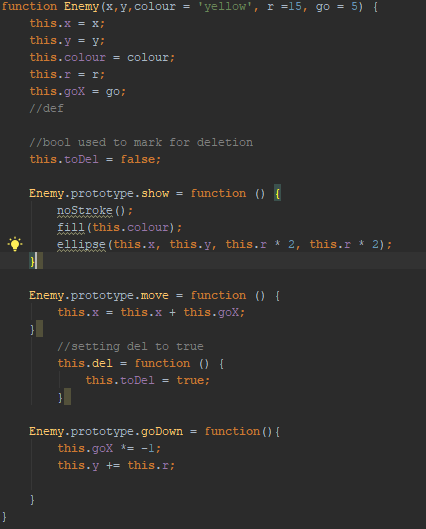 function Enemy(x,y,colour = 'yellow', r =15, go = 5) {
    this.x = x;
    this.y = y;
    this.colour = colour;
    this.r = r;
    this.goX = go;
    //def

    //bool used to mark for deletion
    this.toDel = false;

    Enemy.prototype.show = function () {
        noStroke();
        fill(this.colour);
        ellipse(this.x, this.y, this.r * 2, this.r * 2);
    }

    Enemy.prototype.move = function () {
        this.x = this.x + this.goX;
    }
        //setting del to true
        this.del = function () {
            this.toDel = true;
        }

    Enemy.prototype.goDown = function(){
        this.goX *= -1;
        this.y += this.r;

    }
}